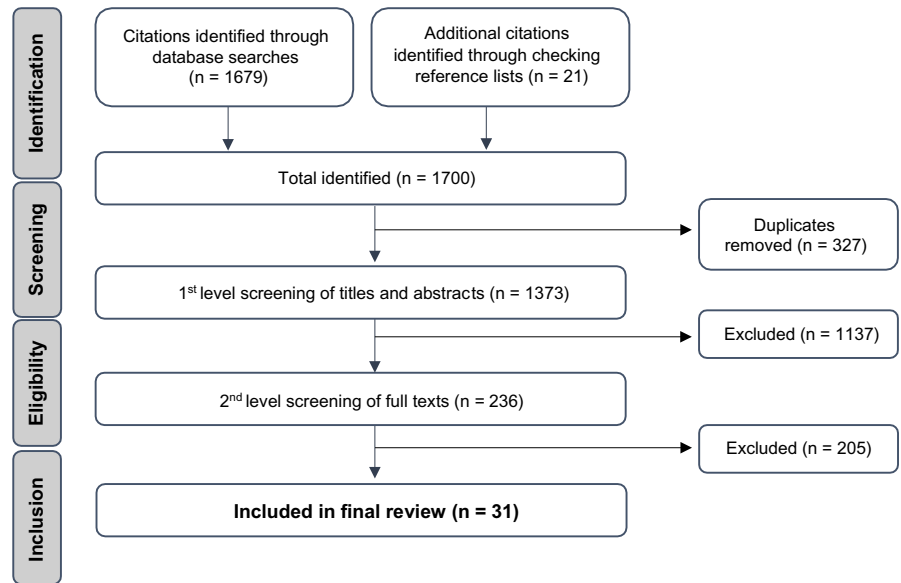 Identification
Citations identified through
database searches
(n = 1679)
Additional citations
identified through checking
reference lists (n = 21)
Total identified (n = 1700)
Screening
Duplicates
removed (n = 327)
1st level screening of titles and abstracts (n = 1373)
Eligibility
Excluded (n = 1137)
2nd level screening of full texts (n = 236)
Excluded (n = 205)
Inclusion
Included in final review (n = 31)